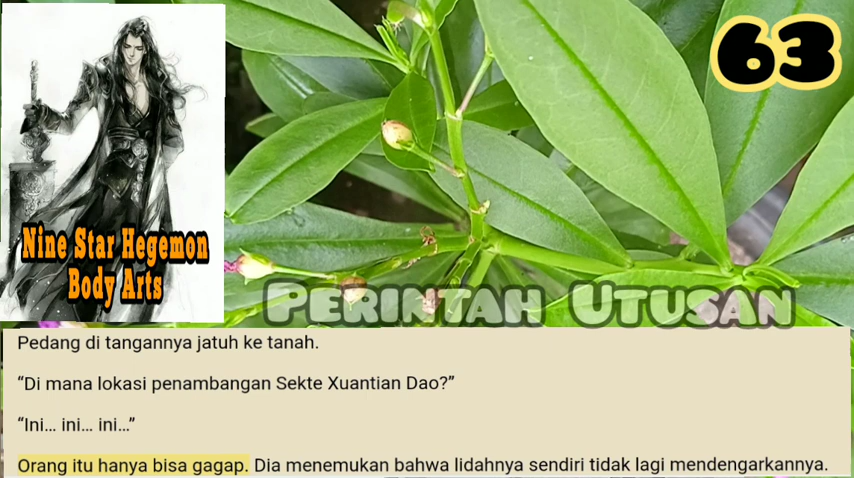 63
Nine Star Hegemon
Body Arts
PERINTAH UTUSAN
Pedang di tangannya jatuh ke tanah.
“Di mana lokasi penambangan Sekte Xuantian Dao?”
“Ini… ini… ini…”
Orang itu hanya bisa gagap. Dia menemukan bahwa lidahnya sendiri tidak lagi mendengarkannya.